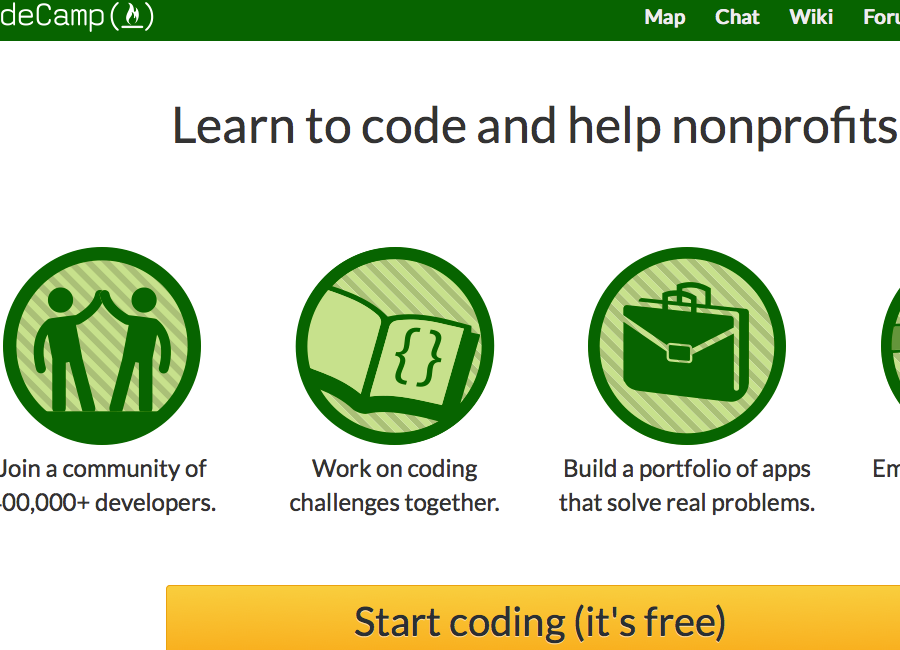 deCamp(
Map Chat Wiki Foru
Learn to code and help nonprofits
Join a community of
00,000+ developers.
{}
Work on coding
challenges together.
Build a portfolio of apps
that solve real problems.
Em
Start coding (it's free)